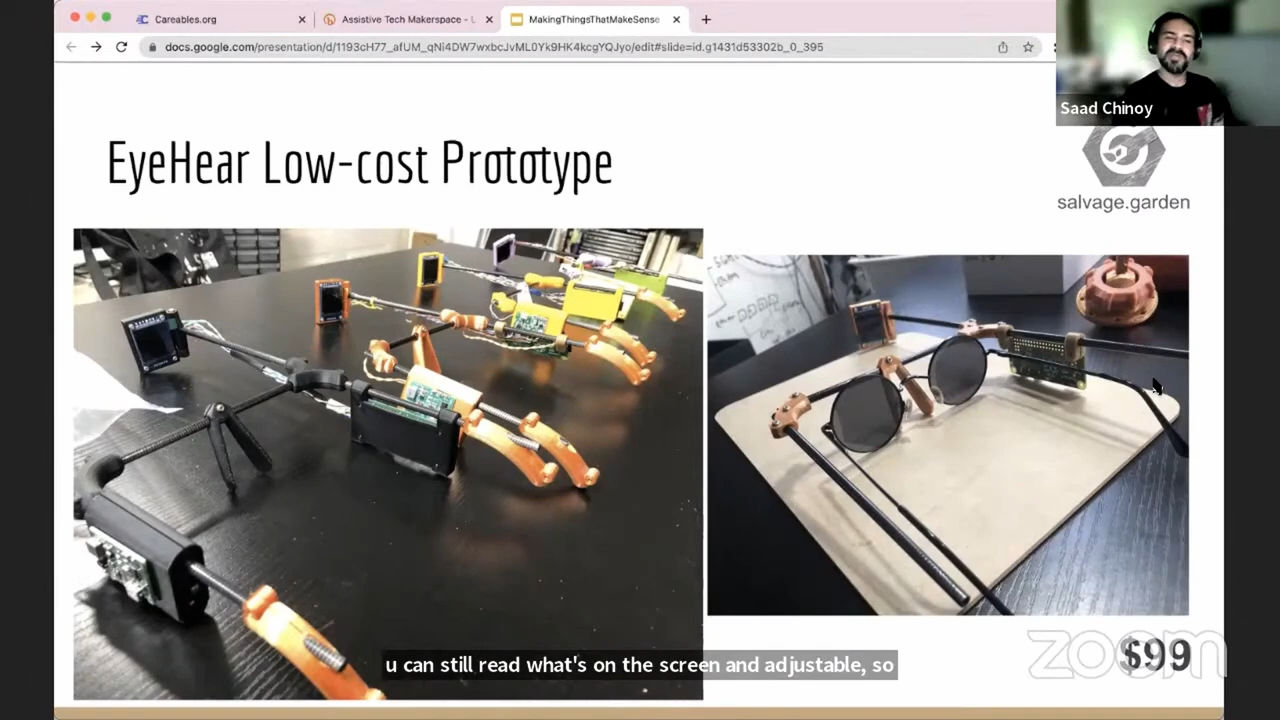 Careables.org
Assistive Tech Makerspace - L
MakingThingsThatMakeSense
docs.google.com/presentation/d/1193cH77_afUM_qNi4DW7wxbcJvML0Yk9HK4kcgYQJyo/edit#slide=id.g1431d53302b_0_395
Saad Chinoy
EyeHear Low-cost Prototype
salvage.garden
u can still read what's on the screen and adjustable, so
zoom
$99